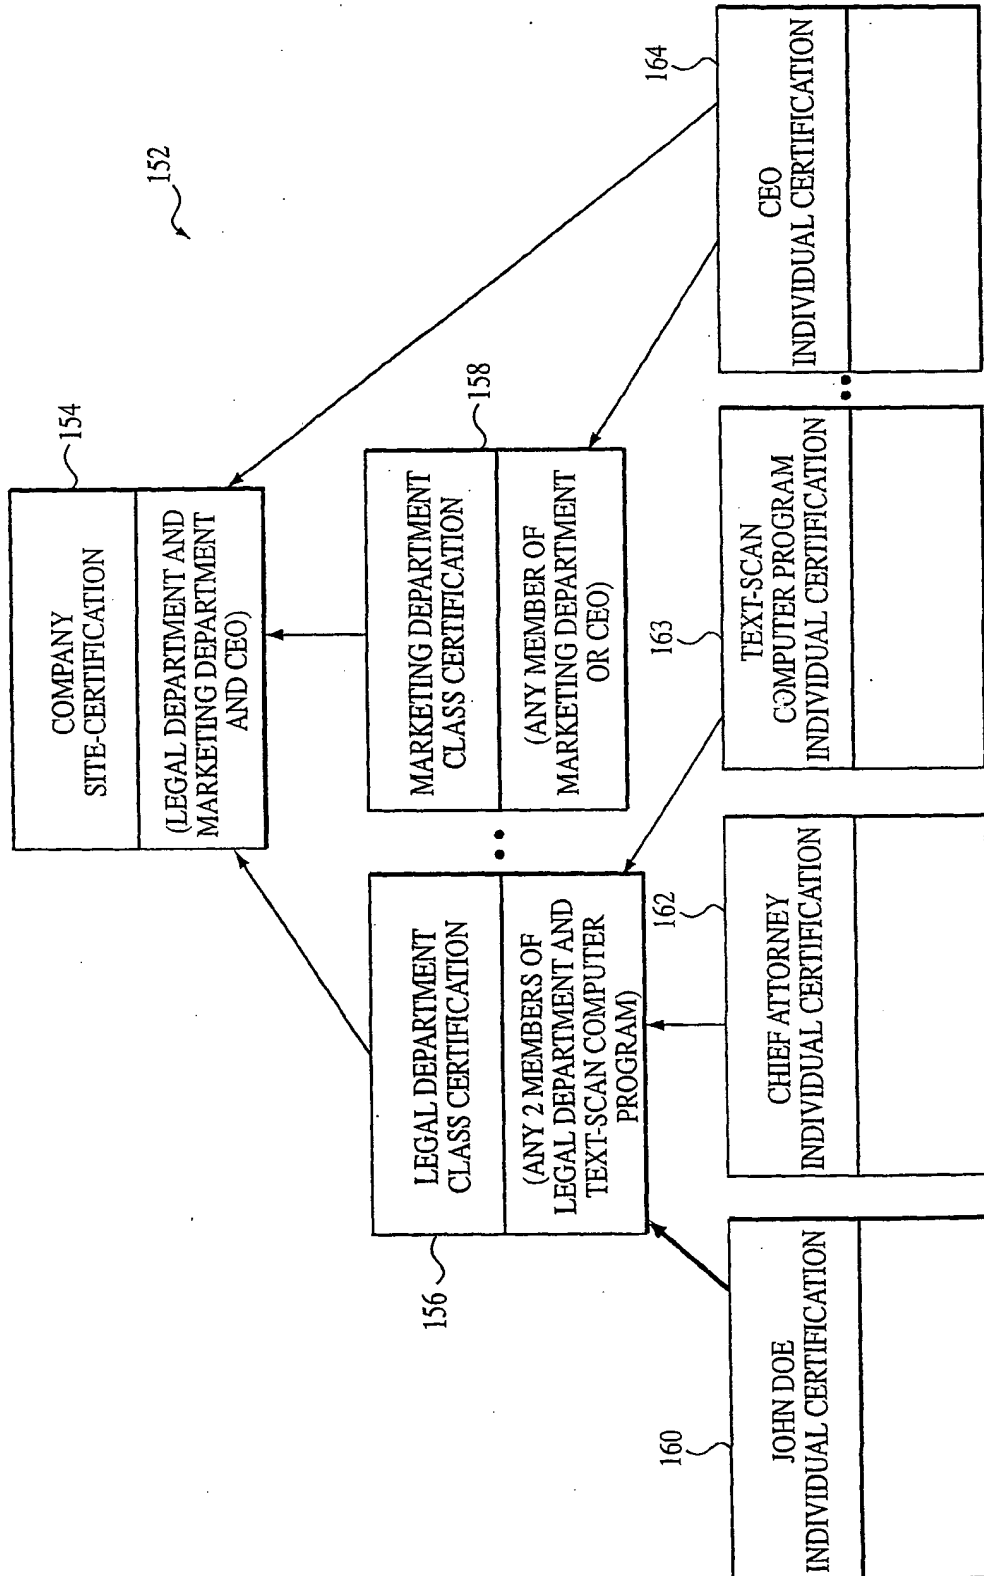 152
154
COMPANY
SITE-CERTIFICATION
(LEGAL DEPARTMENT AND
MARKETING DEPARTMENT
AND CEO)
156
LEGAL DEPARTMENT
CLASS CERTIFICATION
(ANY 2 MEMBERS OF
LEGAL DEPARTMENT AND
TEXT-SCAN COMPUTER
PROGRAM)
158
MARKETING DEPARTMENT
CLASS CERTIFICATION
(ANY MEMBER OF
MARKETING DEPARTMENT
OR CEO)
160
JOHN DOE
INDIVIDUAL CERTIFICATION
162
CHIEF ATTORNEY
INDIVIDUAL CERTIFICATION
163
TEXT-SCAN
COMPUTER PROGRAM
INDIVIDUAL CERTIFICATION
164
CEO
INDIVIDUAL CERTIFICATION